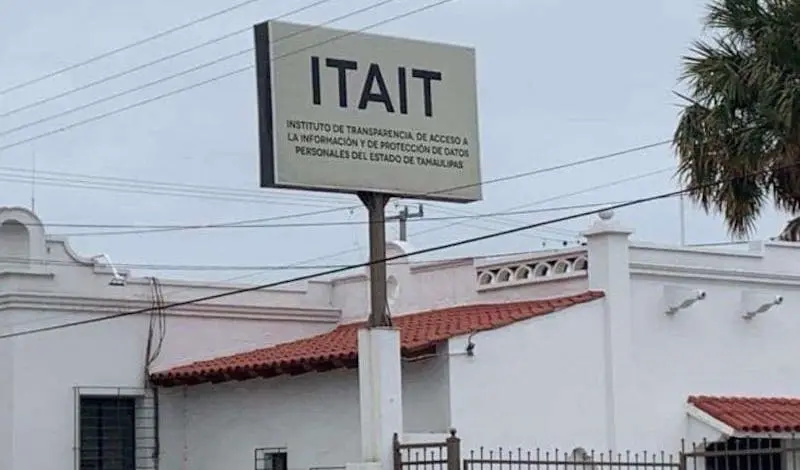 ITAIT
INSTITUTO DE TRANSPARENCIA, DE ACCESO A
LA INFORMACIÓN Y DE PROTECCIÓN DE DATOS
PERSONALES DEL ESTADO DE TAMAULIPAS